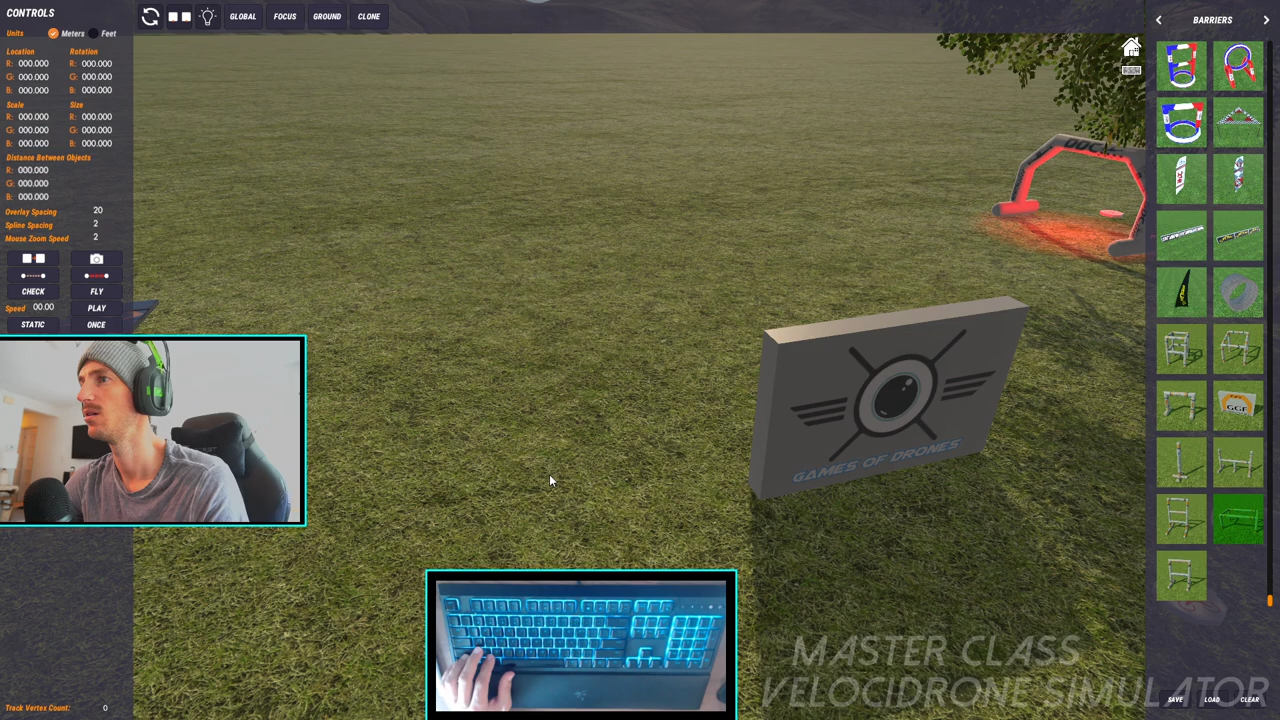 CONTROLS
GLOBAL
FOCUS
GROUND
CLONE
BARRIERS
Units
Meters
Feet
Location
Rotation
R: 000.000
R: 000.000
G: 000.000
G: 000.000
B: 000.000
B: 000.000
Scale
Size
R: 000.000
R: 000.000
G: 000.000
G: 000.000
B: 000.000
B: 000.000
Distance Between Objects
R: 000.000
G: 000.000
B: 000.000
Overlay Spacing 20
Spline Spacing 2
Mouse Zoom Speed 2
CHECK
FLY
Speed 00.00
PLAY
STATIC
ONCE
GGF
GAMES OF DRONES
MASTER CLASS
VELOCIDRONE SIMULATOR
SAVE
LOAD
CLEAR
Track Vertex Count: 0